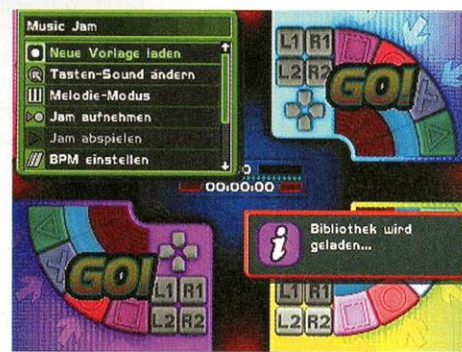 Music Jam
Neue Vorlage laden
Tasten-Sound ändern
Melodie-Modus
Jam aufnehmen
Jam abspielen
BPM einstellen
L1 R1
L2 R2
GO!
00:00:00
Bibliothek wird
geladen...
GO!
L1 R1
L2 R2
L1 R1
L2 R2